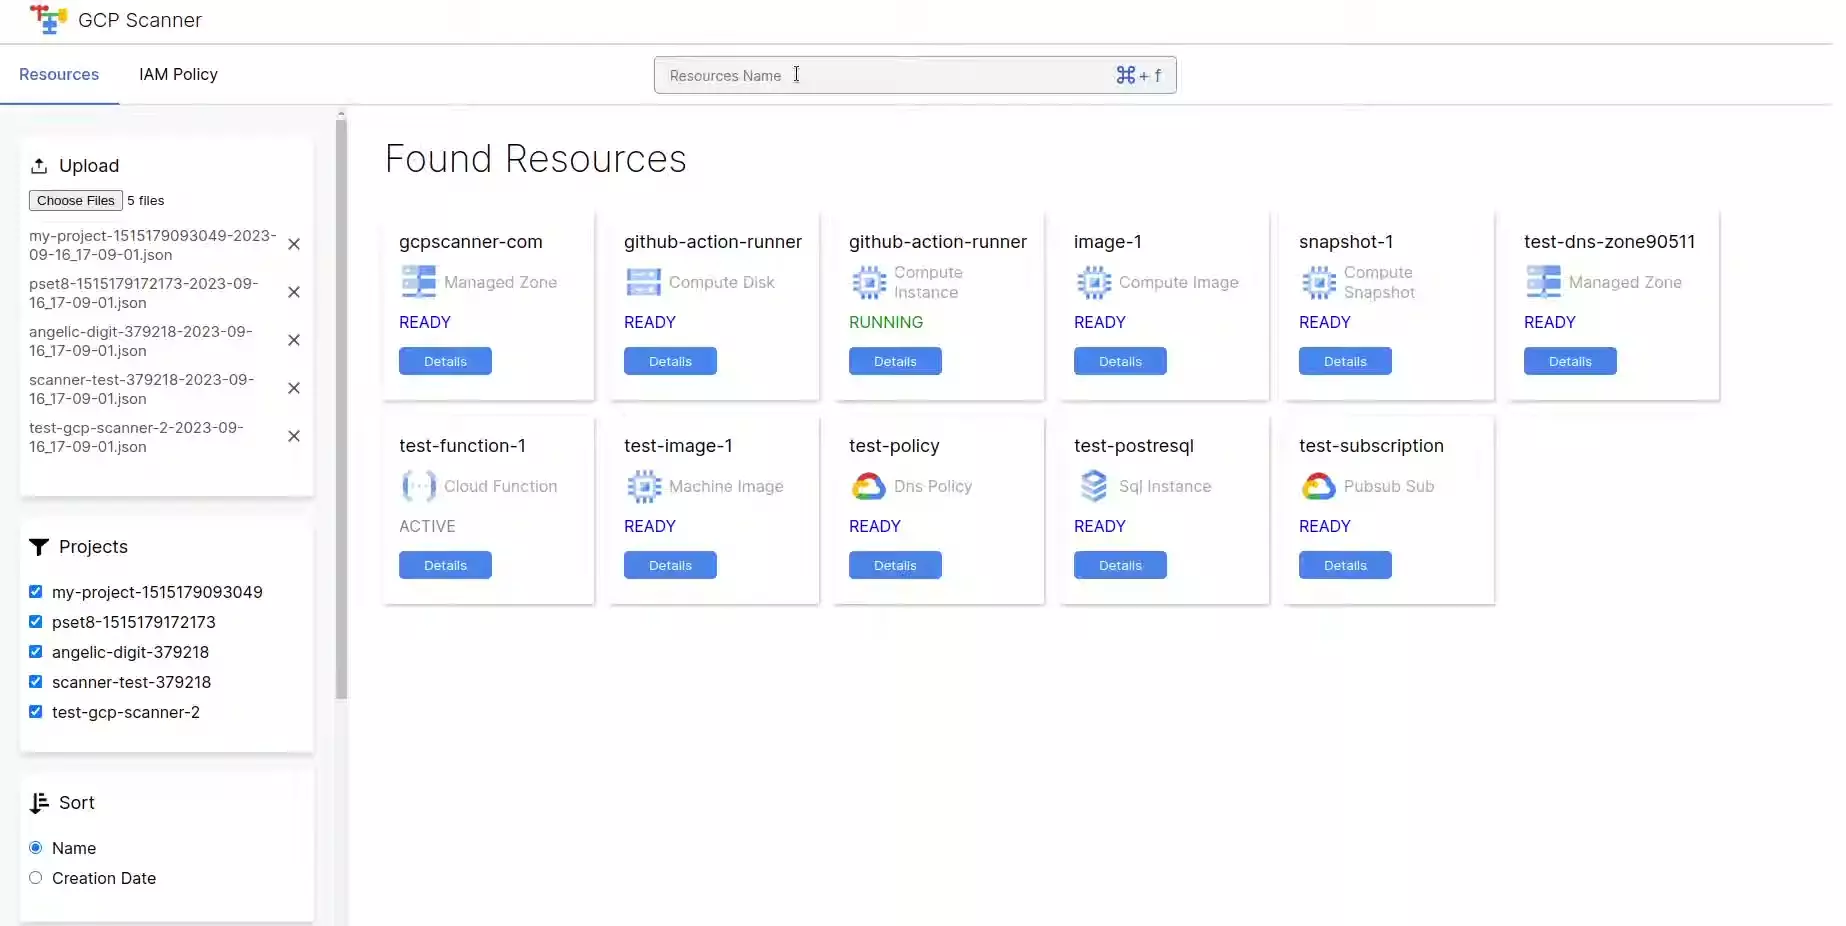 GCP Scanner
Resources
IAM Policy
Resources Name
⌘ + f
Upload
Choose Files 5 files
my-project-1515179093049-2023-
09-16_17-09-01.json
pset8-1515179172173-2023-09-
16_17-09-01.json
angelic-digit-379218-2023-09-
16_17-09-01.json
scanner-test-379218-2023-09-
16_17-09-01.json
test-gcp-scanner-2-2023-09-
16_17-09-01.json
Projects
my-project-1515179093049
pset8-1515179172173
angelic-digit-379218
scanner-test-379218
test-gcp-scanner-2
Sort
Name
Creation Date
Found Resources
gcpscanner-com
Managed Zone
READY
Details
github-action-runner
Compute Disk
READY
Details
github-action-runner
Compute
Instance
RUNNING
Details
image-1
Compute Image
READY
Details
snapshot-1
Compute
Snapshot
READY
Details
test-dns-zone90511
Managed Zone
READY
Details
test-function-1
Cloud Function
ACTIVE
Details
test-image-1
Machine Image
READY
Details
test-policy
Dns Policy
READY
Details
test-postresql
Sql Instance
READY
Details
test-subscription
Pubsub Sub
READY
Details